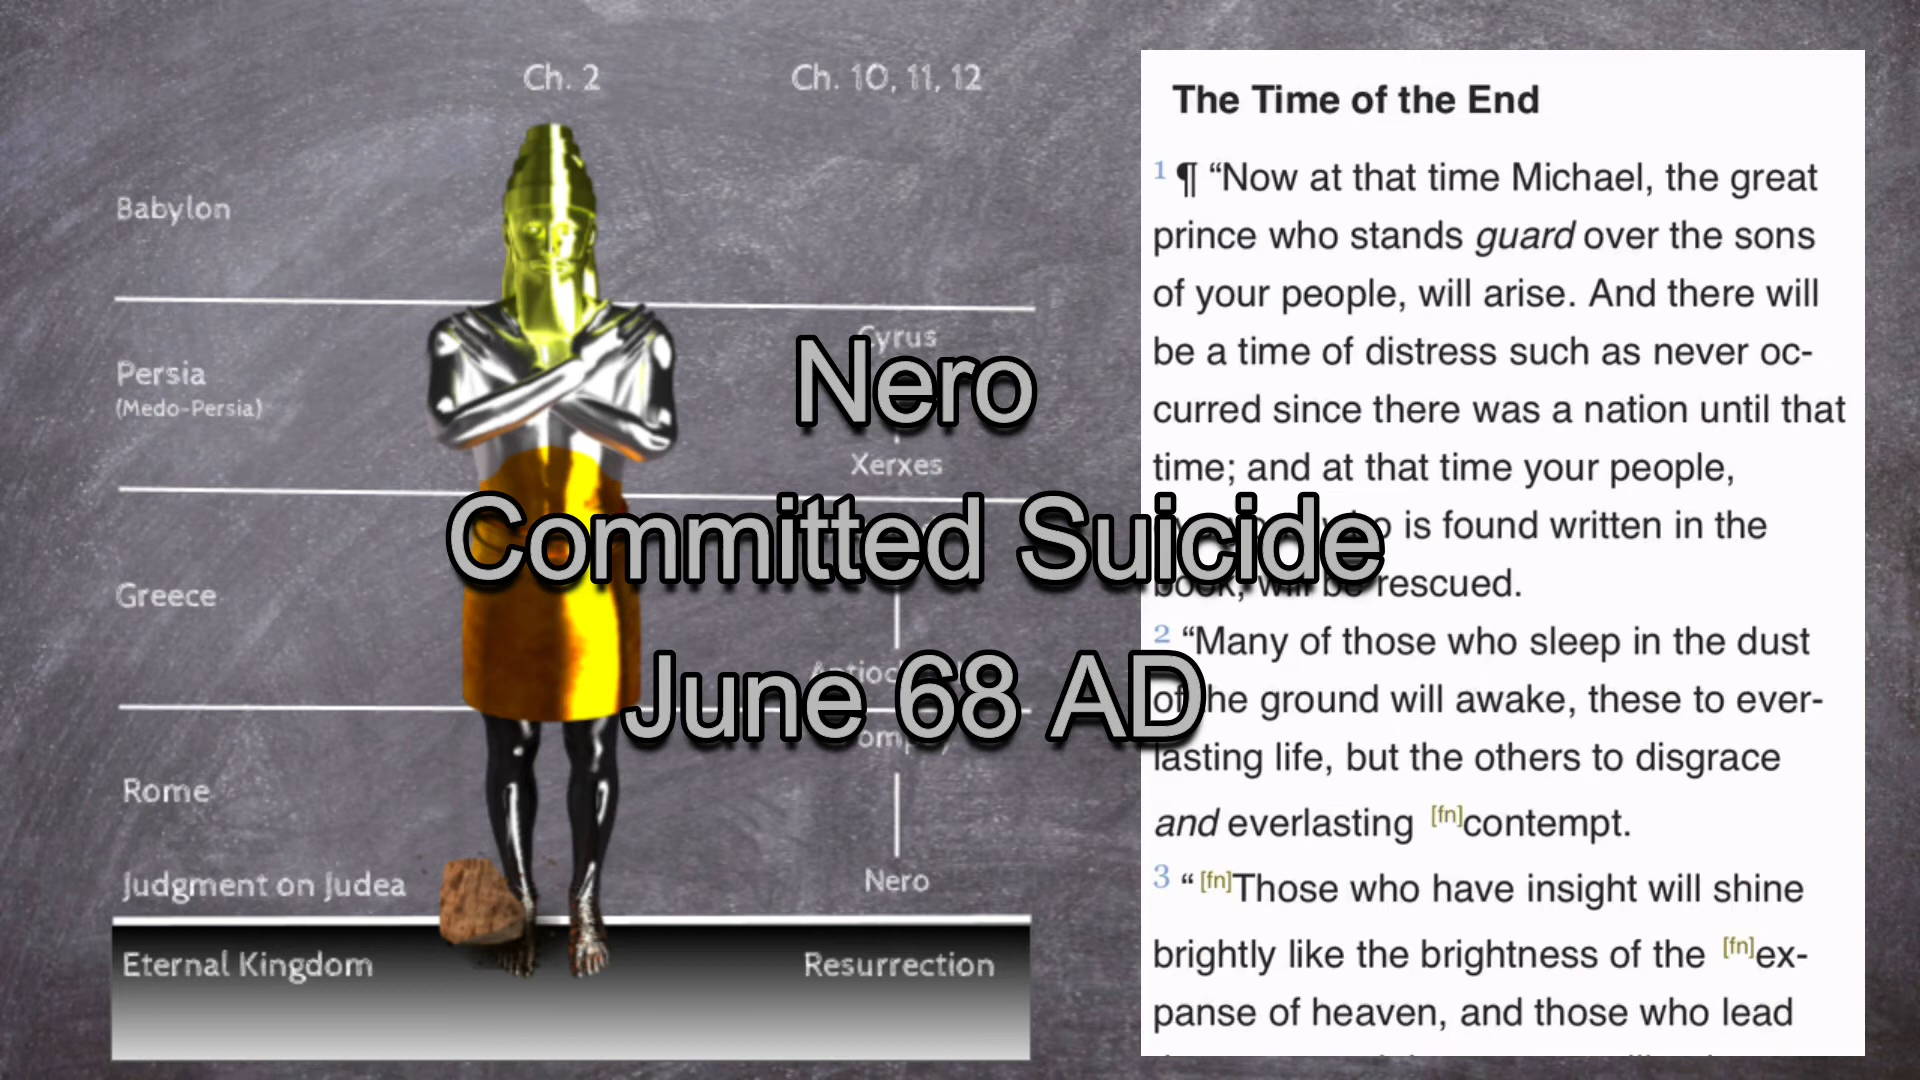 Ch. 2
Ch. 10, 11, 12
Babylon
Cyrus
Persia
(Medo-Persia)
Xerxes
Greece
Rome
Judgment on Judea
Nero
Eternal Kingdom
Resurrection
Nero
Committed Suicide
June 68 AD
The Time of the End
1 ¶ “Now at that time Michael, the great
prince who stands guard over the sons
of your people, will arise. And there will
be a time of distress such as never oc-
curred since there was a nation until that
time; and at that time your people,
who is found written in the
book, will be rescued.
2 “Many of those who sleep in the dust
of the ground will awake, these to ever-
lasting life, but the others to disgrace
and everlasting [fn]contempt.
3 “[fn]Those who have insight will shine
brightly like the brightness of the [fn]ex-
panse of heaven, and those who lead